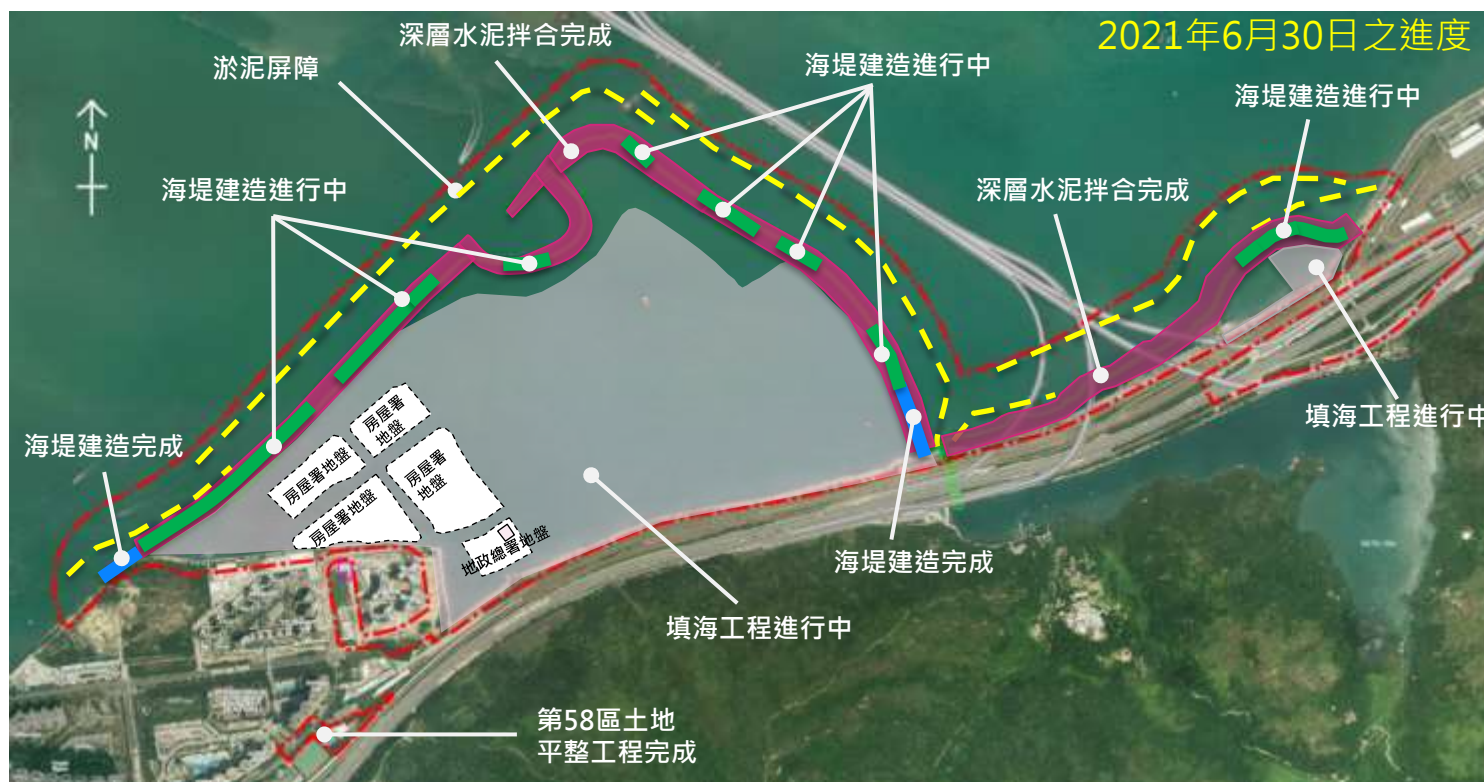 2021年6月30日之進度
深層水泥拌合完成
淤泥屏障
海堤建造進行中
海堤建造進行中
N
海堤建造進行中
深層水泥拌合完成
填海工程進行中
海堤建造完成
房屋署
地盤
房屋署地盤
房屋署
地盤
房屋署地盤
地政總署地盤
海堤建造完成
填海工程進行中
第58區土地
平整工程完成